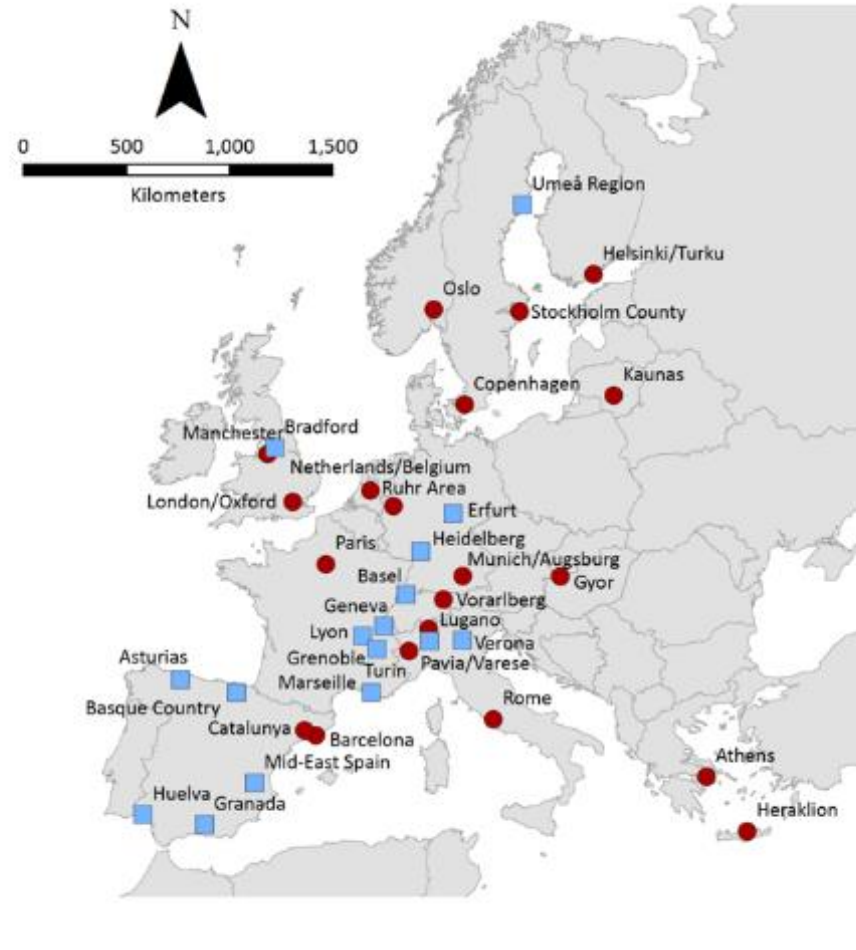 N
0 500 1,000 1,500
Kilometers
Umeå Region
Helsinki/Turku
Oslo
Stockholm County
Kaunas
Copenhagen
Bradford
Manchester
Netherlands/Belgium
Ruhr Area
London/Oxford
Erfurt
Heidelberg
Paris
Munich/Augsburg
Basel
Gyor
Vorarlberg
Geneva
Lugano
Lyon
Verona
Grenoble
Pavia/Varese
Turin
Asturias
Marseille
Rome
Basque Country
Catalunya
Barcelona
Athens
Mid-East Spain
Huelva
Granada
Heraklion